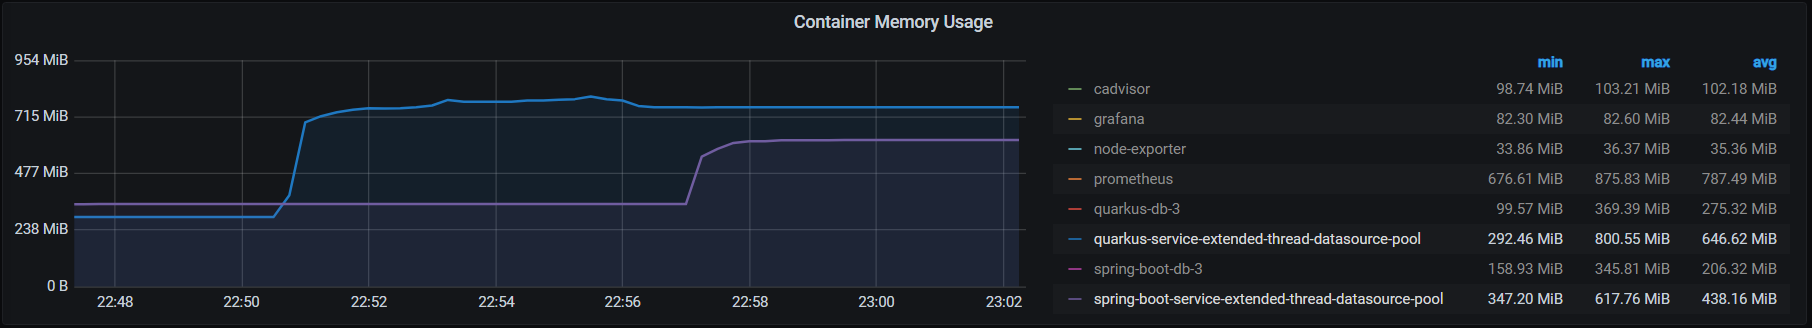 Container Memory Usage
954 MiB
715 MiB
477 MiB
238 MiB
0 B
22:48 22:50 22:52 22:54 22:56 22:58 23:00 23:02
min max avg
cadvisor 98.74 MiB 103.21 MiB 102.18 MiB
grafana 82.30 MiB 82.60 MiB 82.44 MiB
node-exporter 33.86 MiB 36.37 MiB 35.36 MiB
prometheus 676.61 MiB 875.83 MiB 787.49 MiB
quarkus-db-3 99.57 MiB 369.39 MiB 275.32 MiB
quarkus-service-extended-thread-datasource-pool 292.46 MiB 800.55 MiB 646.62 MiB
spring-boot-db-3 158.93 MiB 345.81 MiB 206.32 MiB
spring-boot-service-extended-thread-datasource-pool 347.20 MiB 617.76 MiB 438.16 MiB